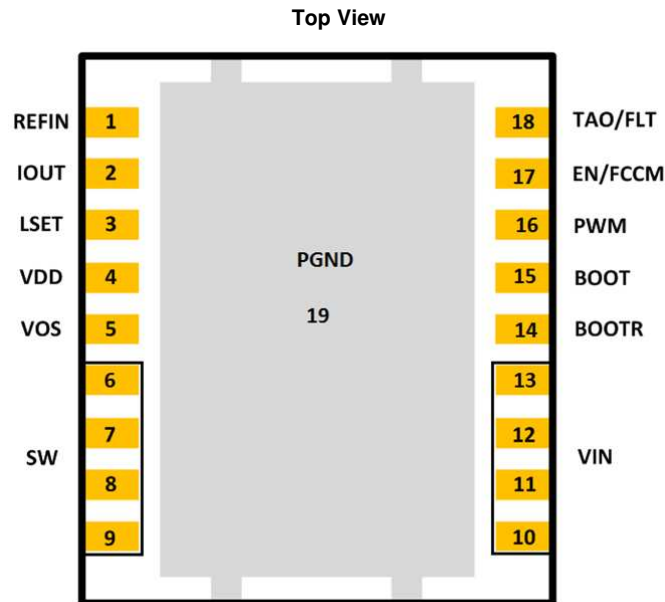 Top View
REFIN 1 18 TAO/FLT
IOUT 2 17 EN/FCCM
LSET 3 16 PWM
PGND
VDD 4 15 BOOT
19
VOS 5 14 BOOTR
6 13
7 12
SW VIN
8 11
9 10